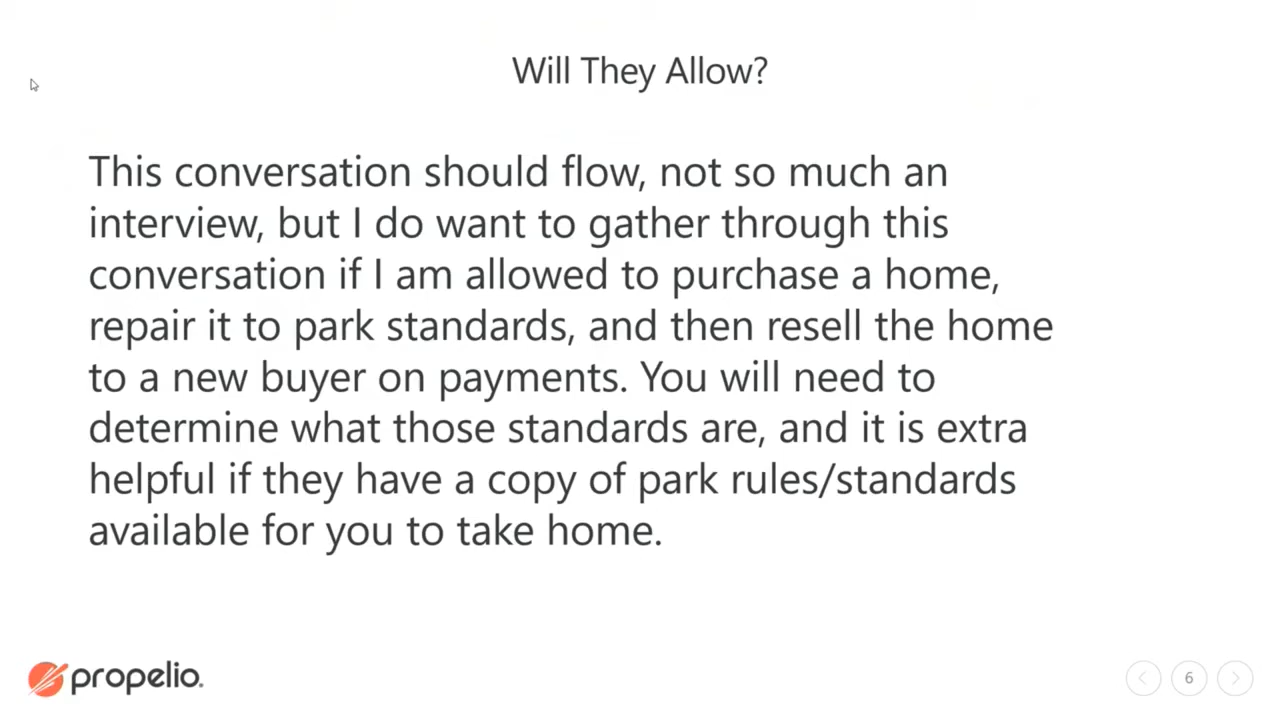 Will They Allow?
This conversation should flow, not so much an
interview, but I do want to gather through this
conversation if I am allowed to purchase a home,
repair it to park standards, and then resell the home
to a new buyer on payments. You will need to
determine what those standards are, and it is extra
helpful if they have a copy of park rules/standards
available for you to take home.
propelio.
6